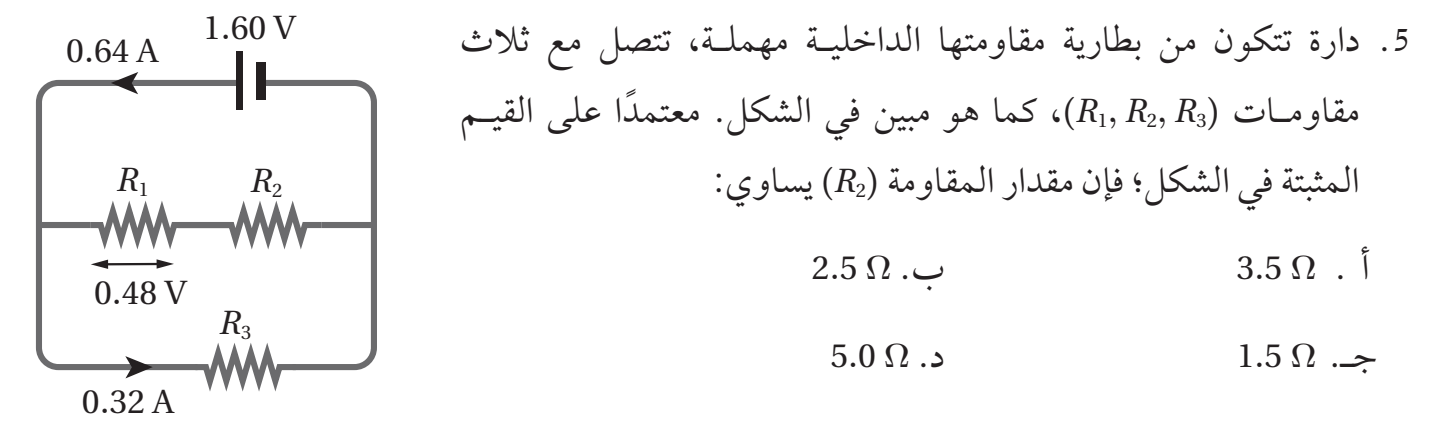 5. دارة تتكون من بطارية مقاومتها الداخلية مهملة، تتصل مع ثلاث
مقاومات (R₁, R₂, R₃)، كما هو مبين في الشكل. معتمدًا على القيم
المثبتة في الشكل؛ فإن مقدار المقاومة (R₂) يساوي:
أ . 3.5 Ω ب. 2.5 Ω
جـ. 1.5 Ω د. 5.0 Ω
1.60 V
0.64 A
R₁ R₂
0.48 V
R₃
0.32 A